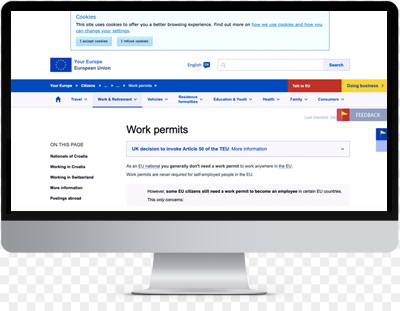 Cookies
This site uses cookies to offer you a better browsing experience. Find out more on how we use cookies and how you
can change your settings.
I accept cookies
I refuse cookies
Your Europe
European Union
English EN
Search
Your Europe > Citizens > ... > ... > Work permits >
Talk to EU
Doing business
Travel
Work & Retirement
Vehicles
Residence formalities
Education & Youth
Health
Family
Consumers
Last checked:
FEEDBACK
Work permits
ON THIS PAGE
Nationals of Croatia
Working in Croatia
Working in Switzerland
More information
Postings abroad
UK decision to invoke Article 50 of the TEU: More information
As an EU national you generally don't need a work permit to work anywhere in the EU.
Work permits are never required for self-employed people in the EU.
However, some EU citizens still need a work permit to become an employee in certain EU countries.
This only concerns: